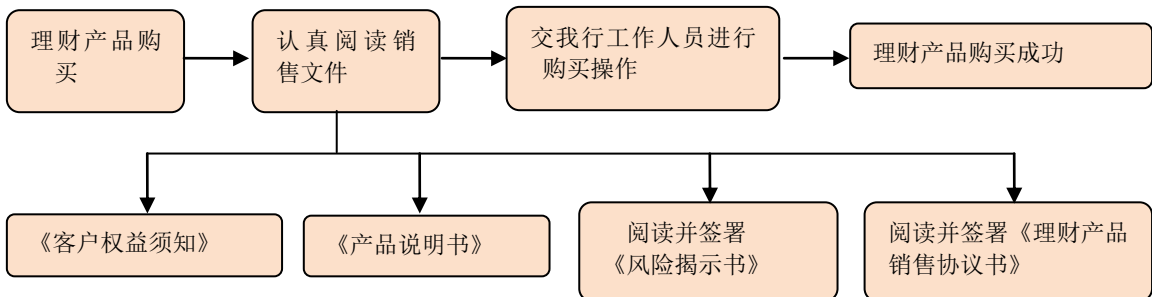 理财产品购
买
认真阅读销
售文件
交我行工作人员进行
购买操作
理财产品购买成功
《客户权益须知》
《产品说明书》
阅读并签署
《风险揭示书》
阅读并签署《理财产品
销售协议书》